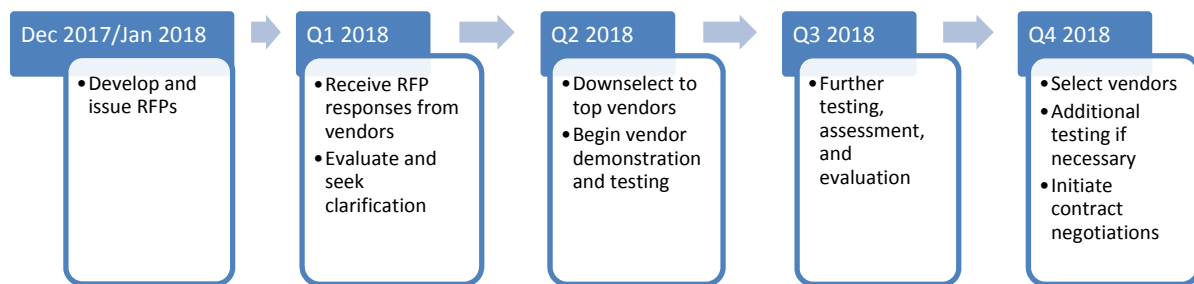 Dec 2017/Jan 2018
•Develop and
issue RFPs
Q1 2018
•Receive RFP
responses from
vendors
•Evaluate and
seek
clarification
Q2 2018
•Downselect to
top vendors
•Begin vendor
demonstration
and testing
Q3 2018
•Further
testing,
assessment,
and
evaluation
Q4 2018
•Select vendors
•Additional
testing if
necessary
•Initiate
contract
negotiations